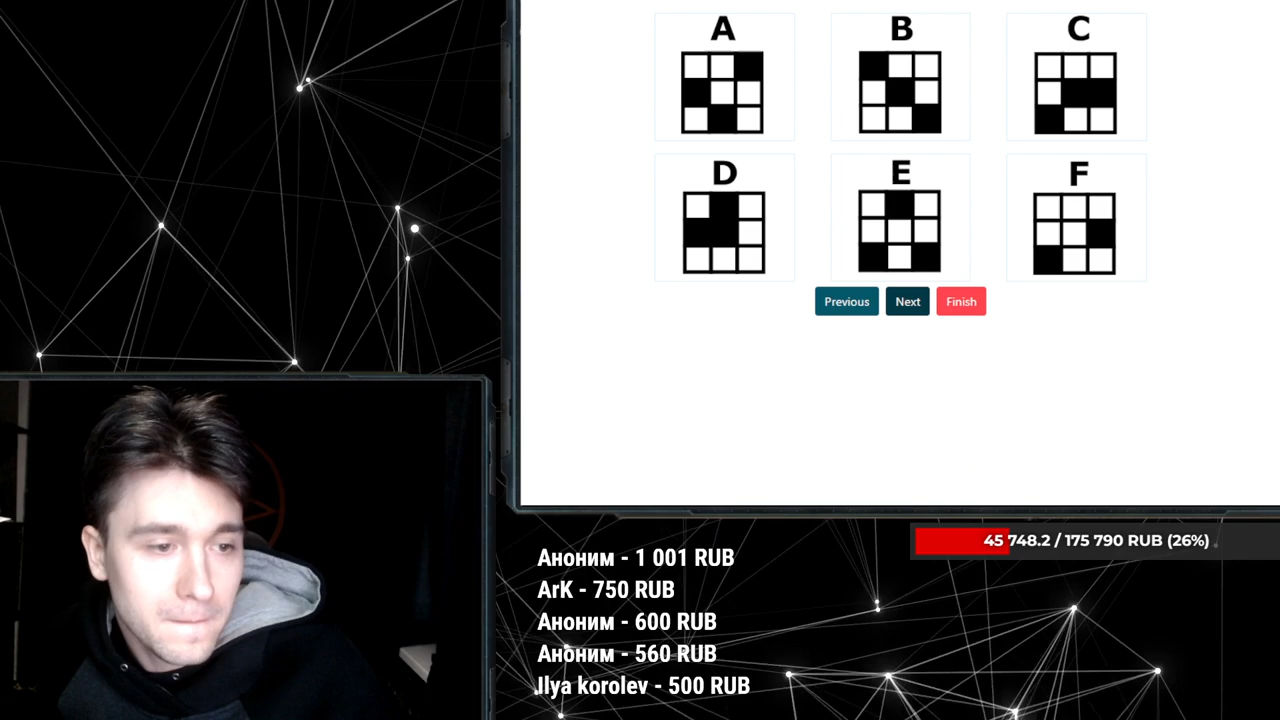 A B C
D E F
Previous Next Finish
45 748.2 / 175 790 RUB (26%)
Аноним - 1 001 RUB
ArK - 750 RUB
Аноним - 600 RUB
Аноним - 560 RUB
Ilya korolev - 500 RUB